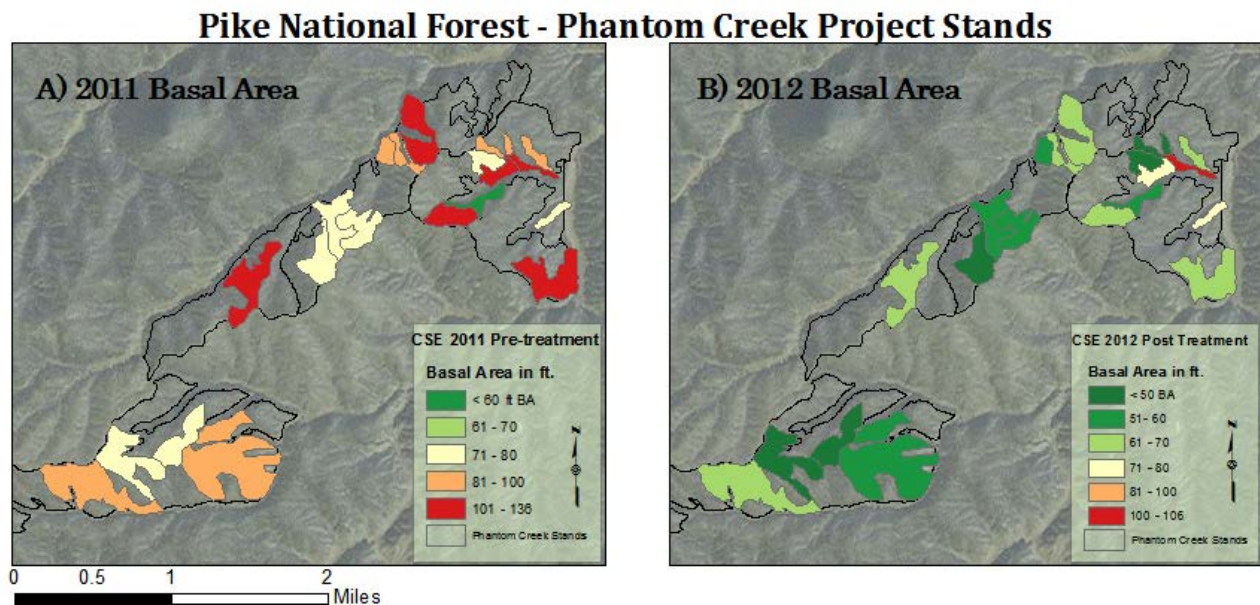 Pike National Forest - Phantom Creek Project Stands
A) 2011 Basal Area
CSE 2011 Pre-treatment
Basal Area in ft.
< 60 ft BA
61 - 70
71 - 80
81 - 100
101 - 136
Phantom Creek Stands
N
B) 2012 Basal Area
CSE 2012 Post Treatment
Basal Area in ft.
< 50 BA
51 - 60
61 - 70
71 - 80
81 - 100
100 - 106
Phantom Creek Stands
N
0 0.5 1 2
Miles